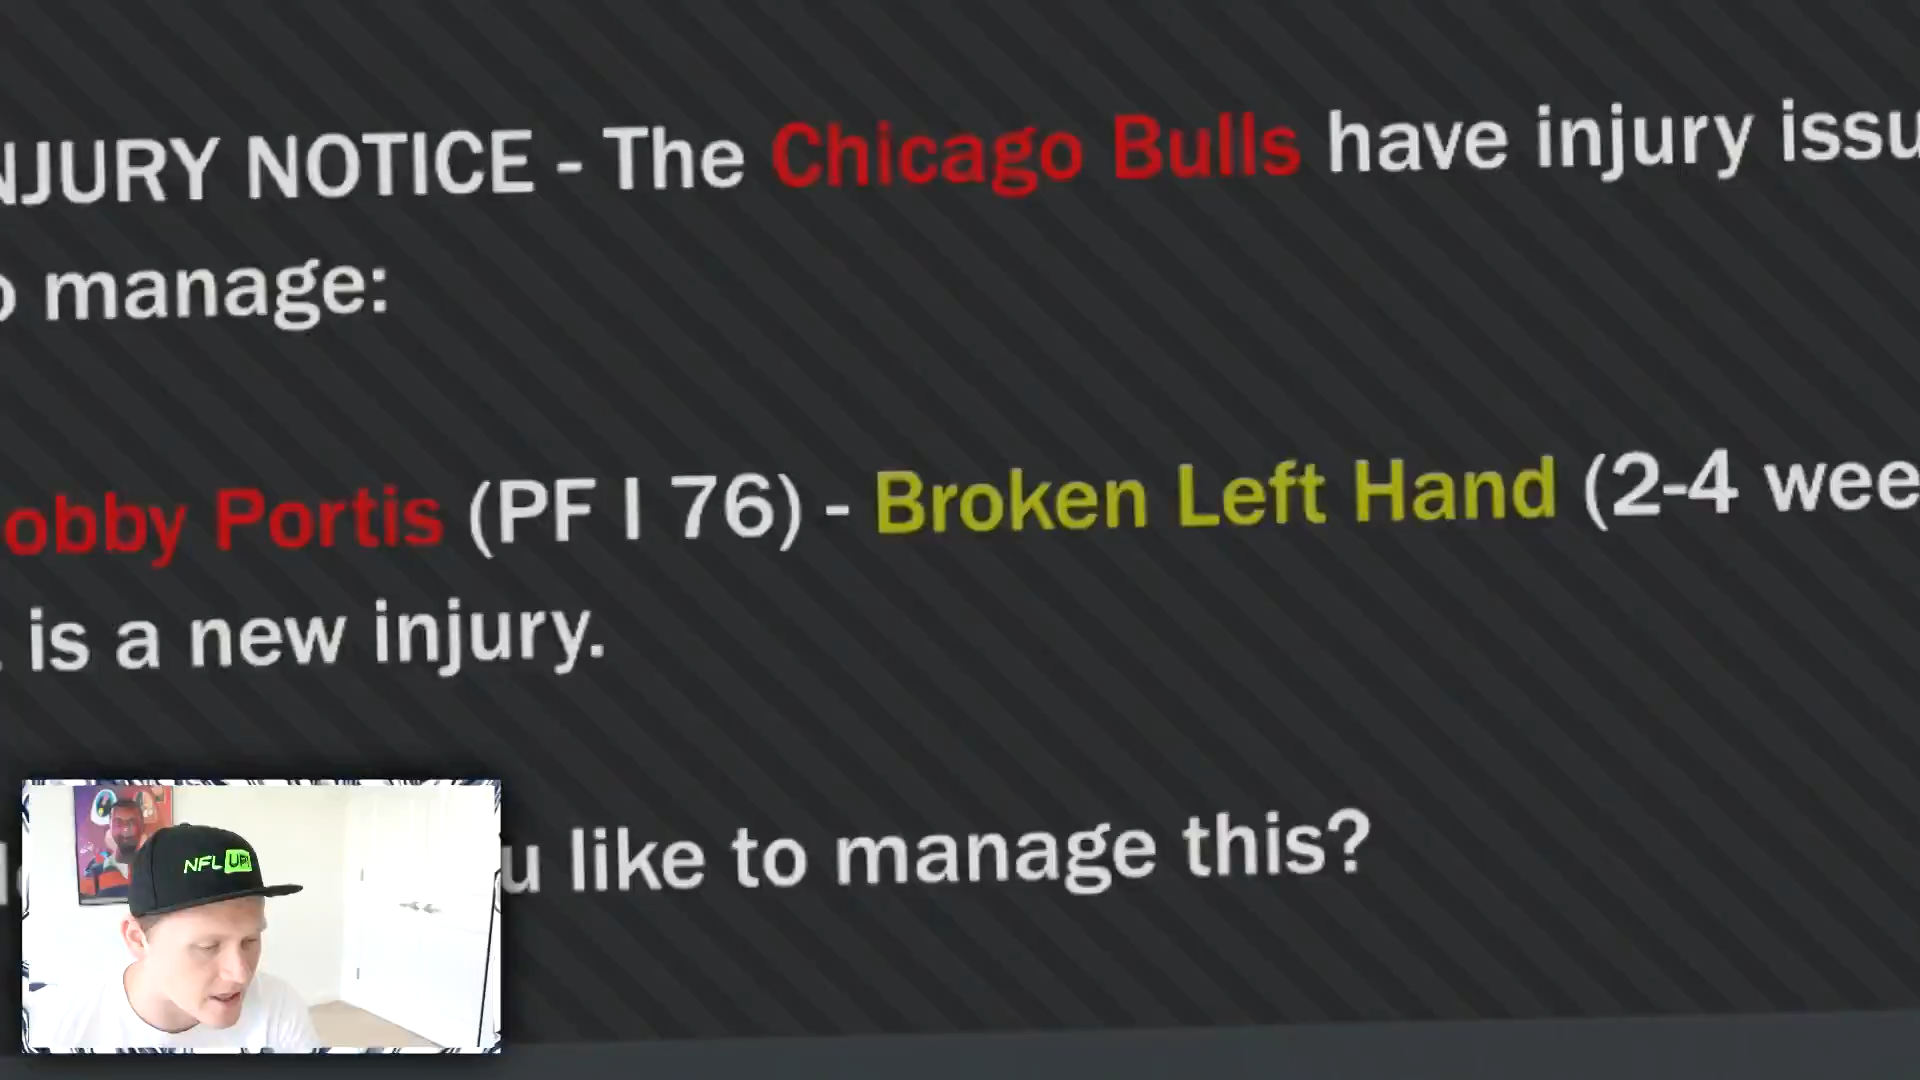 NJURY NOTICE - The Chicago Bulls have injury issu
o manage:
obby Portis (PF I 76) - Broken Left Hand (2-4 wee
is a new injury.
u like to manage this?
NFL UP!